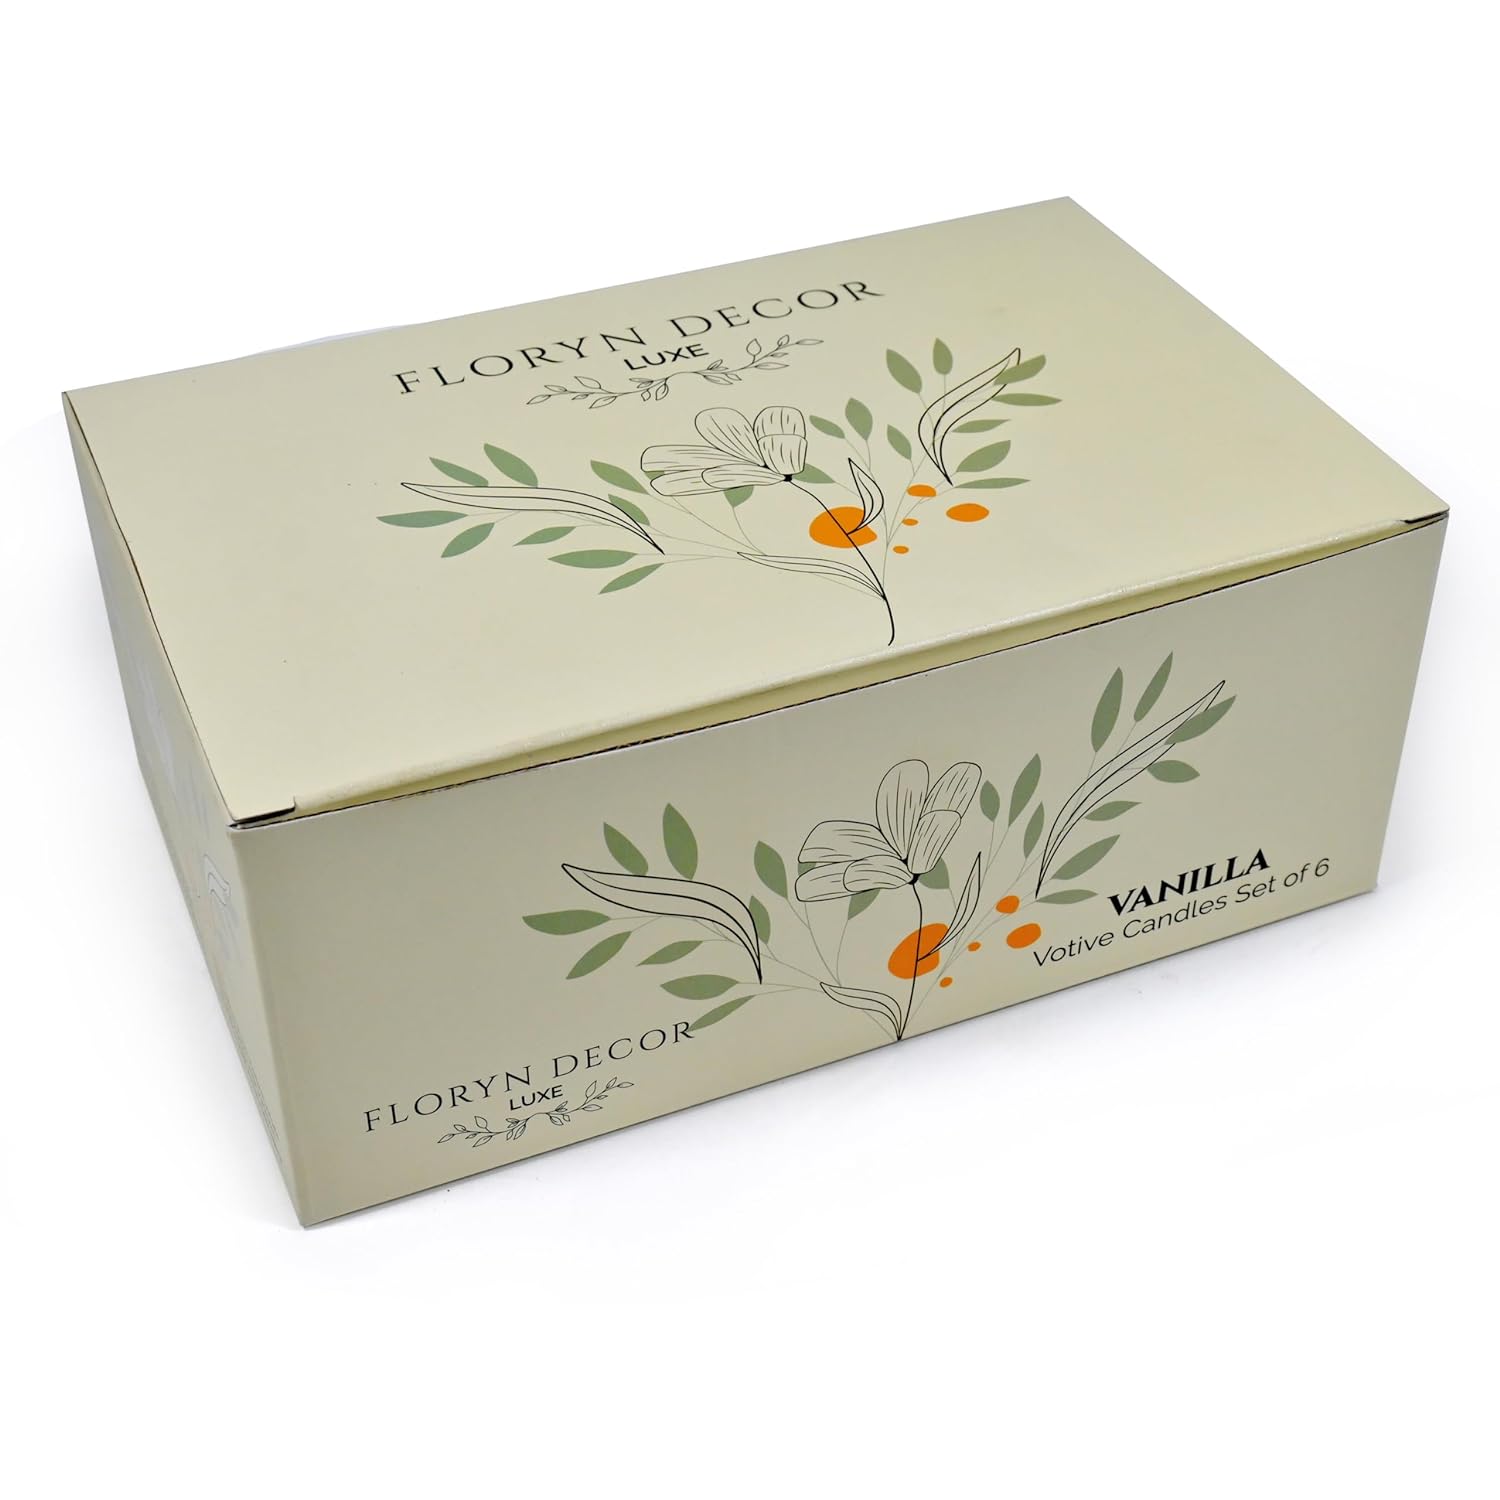 FLORYN DECOR
LUXE
VANILLA
Votive Candles Set of 6
FLORYN DECOR
LUXE